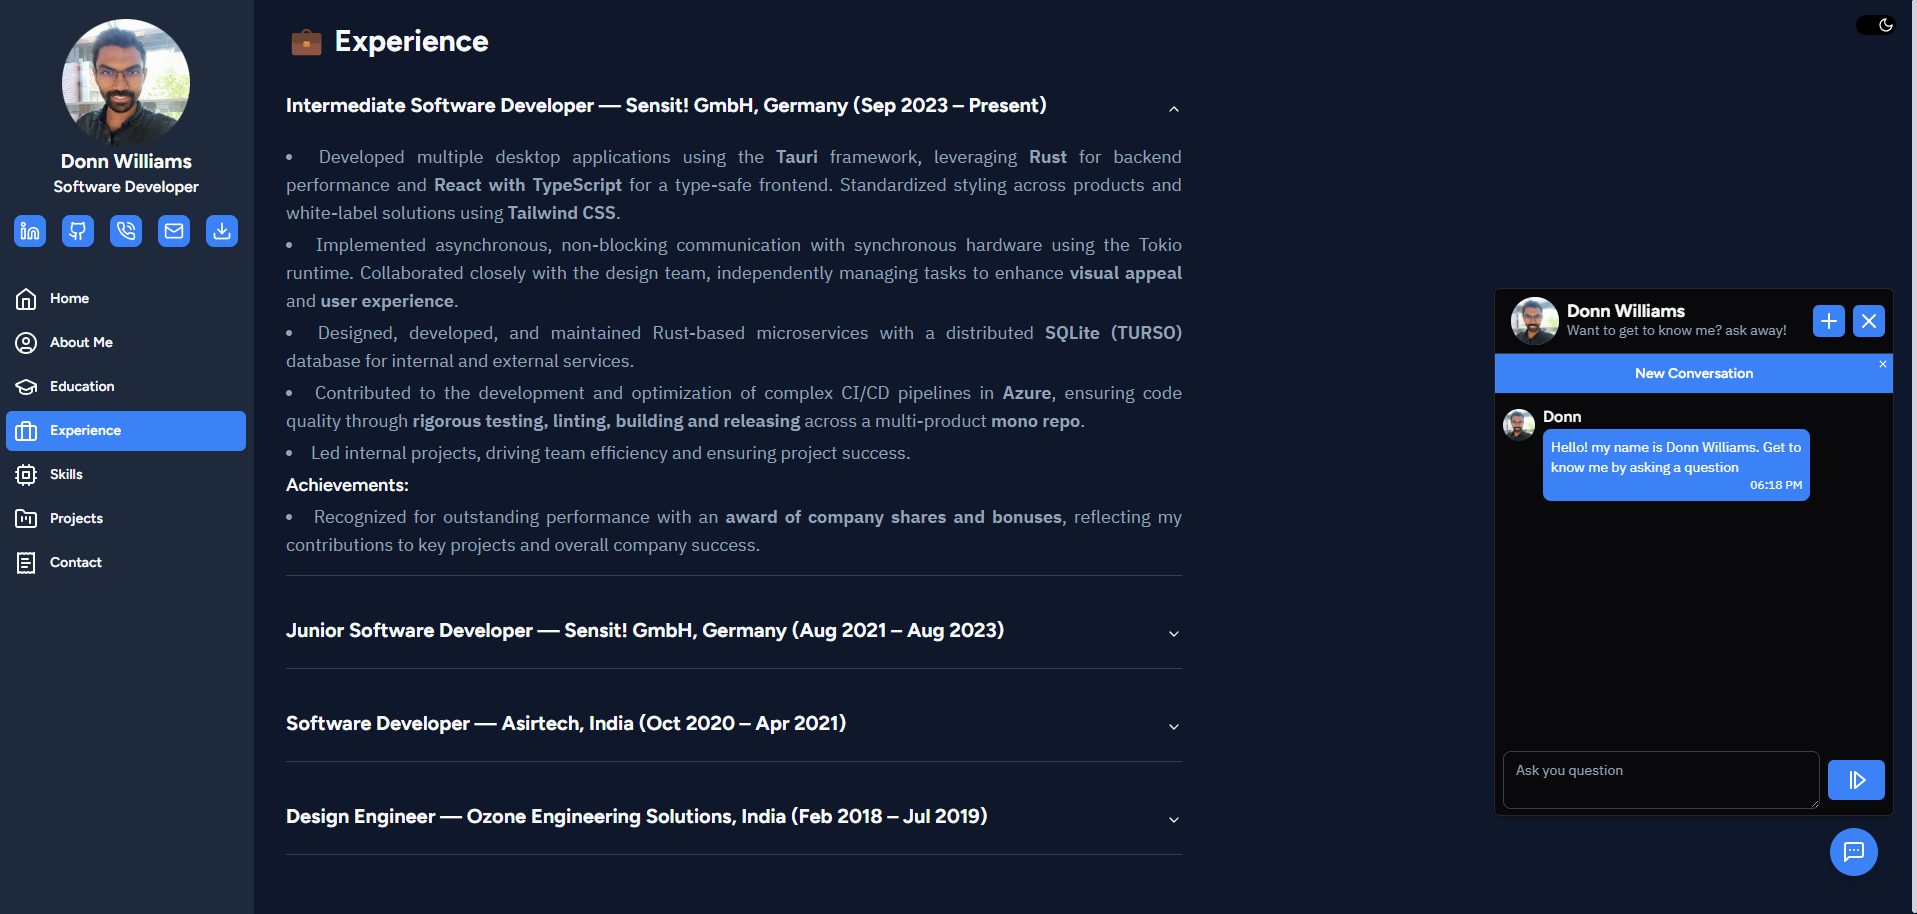 Donn Williams
Software Developer
Home
About Me
Education
Experience
Skills
Projects
Contact
Experience
Intermediate Software Developer — Sensit! GmbH, Germany (Sep 2023 – Present)
• Developed multiple desktop applications using the Tauri framework, leveraging Rust for backend
performance and React with TypeScript for a type-safe frontend. Standardized styling across products and
white-label solutions using Tailwind CSS.
• Implemented asynchronous, non-blocking communication with synchronous hardware using the Tokio
runtime. Collaborated closely with the design team, independently managing tasks to enhance visual appeal
and user experience.
• Designed, developed, and maintained Rust-based microservices with a distributed SQLite (TURSO)
database for internal and external services.
• Contributed to the development and optimization of complex CI/CD pipelines in Azure, ensuring code
quality through rigorous testing, linting, building and releasing across a multi-product mono repo.
• Led internal projects, driving team efficiency and ensuring project success.
Achievements:
• Recognized for outstanding performance with an award of company shares and bonuses, reflecting my
contributions to key projects and overall company success.
Junior Software Developer — Sensit! GmbH, Germany (Aug 2021 – Aug 2023)
Software Developer — Asirtech, India (Oct 2020 – Apr 2021)
Design Engineer — Ozone Engineering Solutions, India (Feb 2018 – Jul 2019)
Donn Williams
Want to get to know me? ask away!
New Conversation
Donn
Hello! my name is Donn Williams. Get to
know me by asking a question
06:18 PM
Ask you question